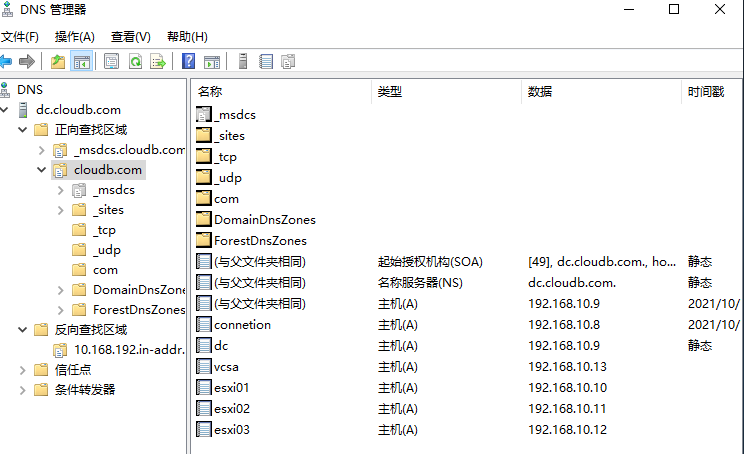 DNS 管理器
文件(F) 操作(A) 查看(V) 帮助(H)
DNS
dc.cloudb.com
正向查找区域
_msdcs.cloudb.com
cloudb.com
_msdcs
_sites
_tcp
_udp
com
DomainDnsZone
ForestDnsZones
反向查找区域
10.168.192.in-addr.
信任点
条件转发器
名称 类型 数据 时间戳
_msdcs
_sites
_tcp
_udp
com
DomainDnsZones
ForestDnsZones
(与父文件夹相同) 起始授权机构(SOA) [49], dc.cloudb.com., ho... 静态
(与父文件夹相同) 名称服务器(NS) dc.cloudb.com. 静态
(与父文件夹相同) 主机(A) 192.168.10.9 2021/10/
connetion 主机(A) 192.168.10.8 2021/10/
dc 主机(A) 192.168.10.9 静态
vcsa 主机(A) 192.168.10.13
esxi01 主机(A) 192.168.10.10
esxi02 主机(A) 192.168.10.11
esxi03 主机(A) 192.168.10.12